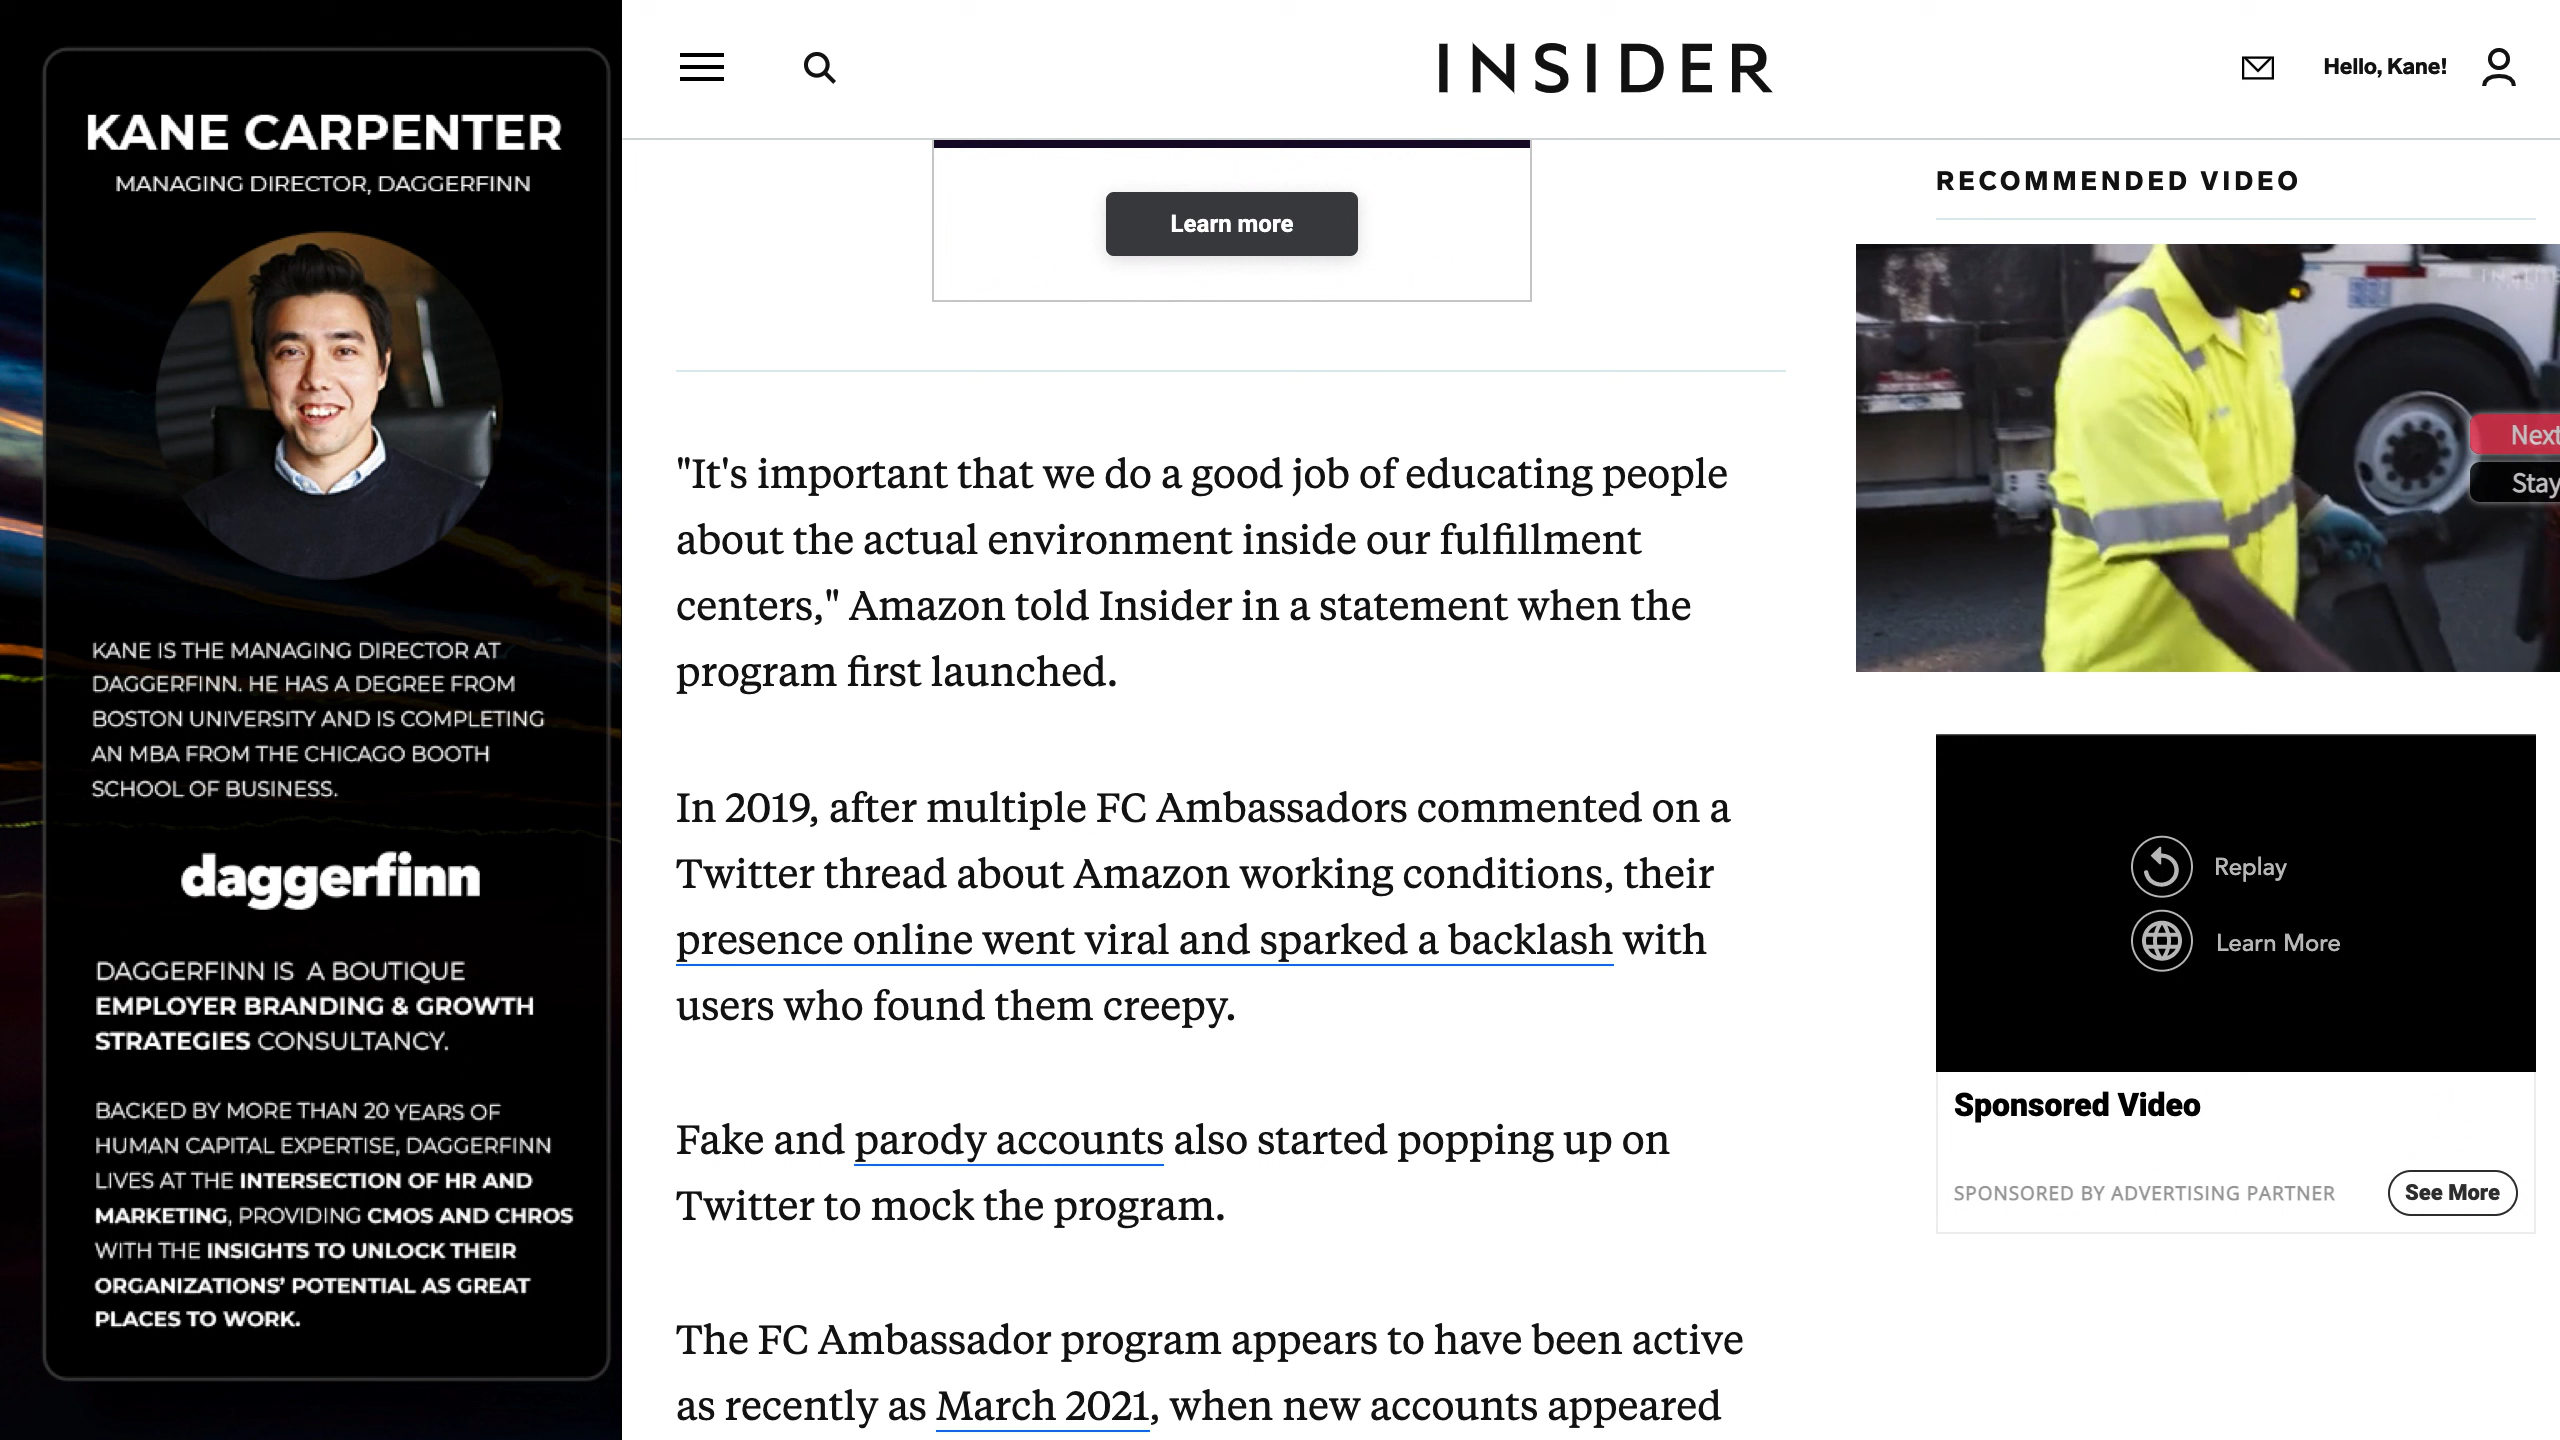 KANE CARPENTER
MANAGING DIRECTOR, DAGGERFINN
KANE IS THE MANAGING DIRECTOR AT
DAGGERFINN. HE HAS A DEGREE FROM
BOSTON UNIVERSITY AND IS COMPLETING
AN MBA FROM THE CHICAGO BOOTH
SCHOOL OF BUSINESS.
daggerfinn
DAGGERFINN IS A BOUTIQUE
EMPLOYER BRANDING & GROWTH
STRATEGIES CONSULTANCY.
BACKED BY MORE THAN 20 YEARS OF
HUMAN CAPITAL EXPERTISE, DAGGERFINN
LIVES AT THE INTERSECTION OF HR AND
MARKETING, PROVIDING CMOS AND CHROS
WITH THE INSIGHTS TO UNLOCK THEIR
ORGANIZATIONS' POTENTIAL AS GREAT
PLACES TO WORK.
INSIDER
Hello, Kane!
Learn more
"It's important that we do a good job of educating people
about the actual environment inside our fulfillment
centers," Amazon told Insider in a statement when the
program first launched.
In 2019, after multiple FC Ambassadors commented on a
Twitter thread about Amazon working conditions, their
presence online went viral and sparked a backlash with
users who found them creepy.
Fake and parody accounts also started popping up on
Twitter to mock the program.
The FC Ambassador program appears to have been active
as recently as March 2021, when new accounts appeared
RECOMMENDED VIDEO
Next
Stay
Replay
Learn More
Sponsored Video
SPONSORED BY ADVERTISING PARTNER
See More